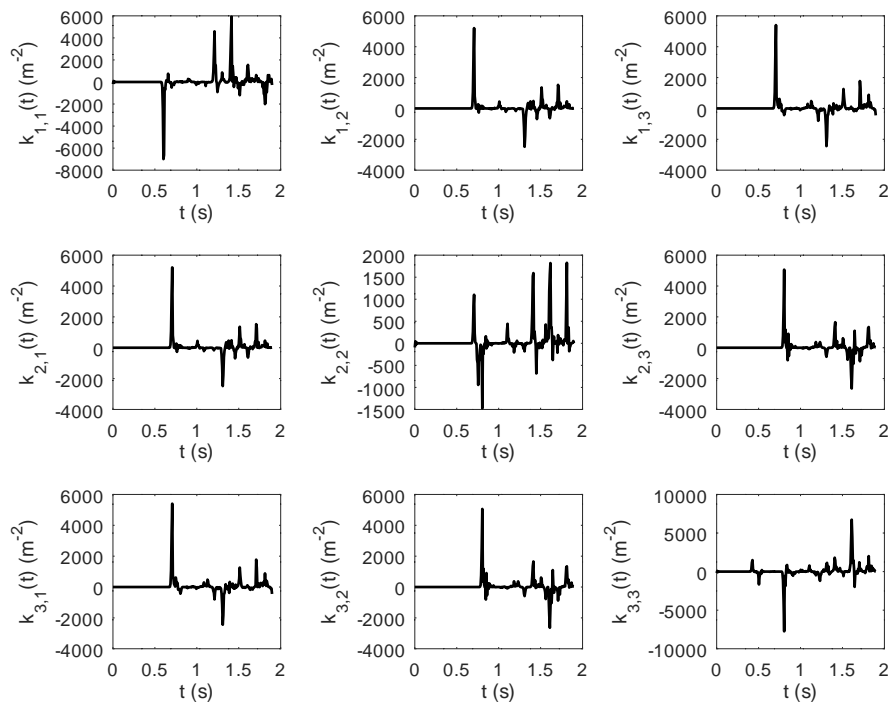 6000
4000
2000
0
-2000
-4000
-6000
-8000
k1,1(t) (m-2)
0 0.5 1 1.5 2
t (s)
6000
4000
2000
0
-2000
-4000
k1,2(t) (m-2)
0 0.5 1 1.5 2
t (s)
6000
4000
2000
0
-2000
-4000
k1,3(t) (m-2)
0 0.5 1 1.5 2
t (s)
6000
4000
2000
0
-2000
-4000
k2,1(t) (m-2)
0 0.5 1 1.5 2
t (s)
2000
1500
1000
500
0
-500
-1000
-1500
k2,2(t) (m-2)
0 0.5 1 1.5 2
t (s)
6000
4000
2000
0
-2000
-4000
k2,3(t) (m-2)
0 0.5 1 1.5 2
t (s)
6000
4000
2000
0
-2000
-4000
k3,1(t) (m-2)
0 0.5 1 1.5 2
t (s)
6000
4000
2000
0
-2000
-4000
k3,2(t) (m-2)
0 0.5 1 1.5 2
t (s)
10000
5000
0
-5000
-10000
k3,3(t) (m-2)
0 0.5 1 1.5 2
t (s)